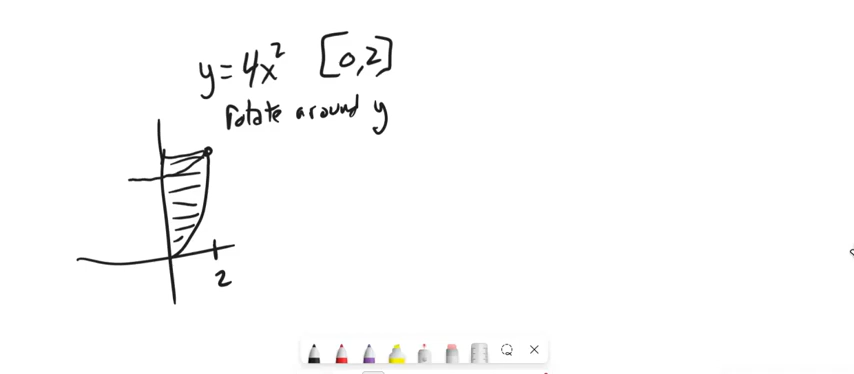 y = 4x² [0,2]
rotate around y
2